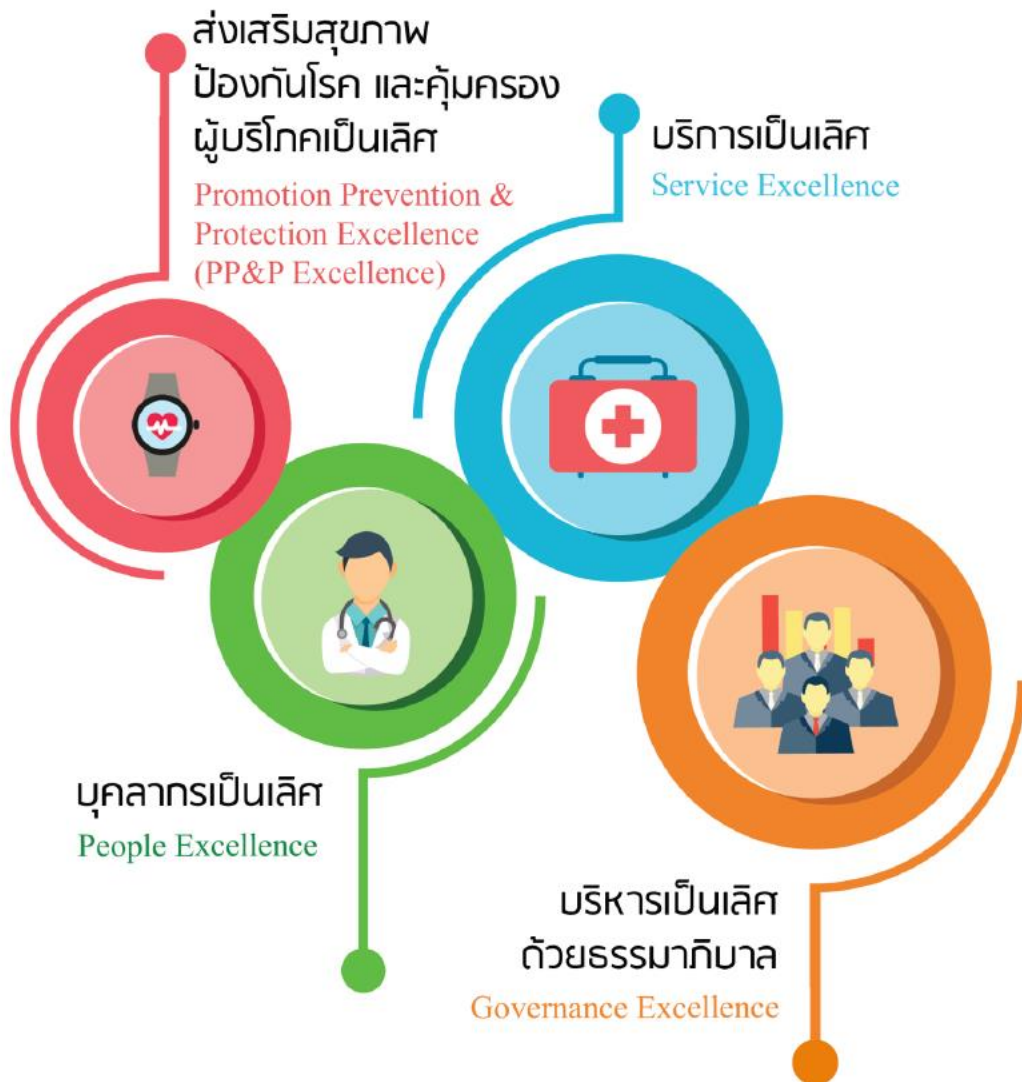 ส่งเสริมสุขภาพ
ป้องกันโรค และคุ้มครอง
ผู้บริโภคเป็นเลิศ
Promotion Prevention &
Protection Excellence
(PP&P Excellence)
บริการเป็นเลิศ
Service Excellence
บุคลากรเป็นเลิศ
People Excellence
บริหารเป็นเลิศ
ด้วยธรรมาภิบาล
Governance Excellence